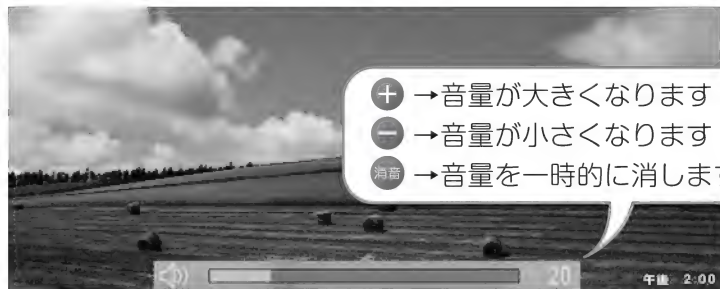 + →音量が大きくなります
− →音量が小さくなります
消音 →音量を一時的に消しま
20
午後 2:00